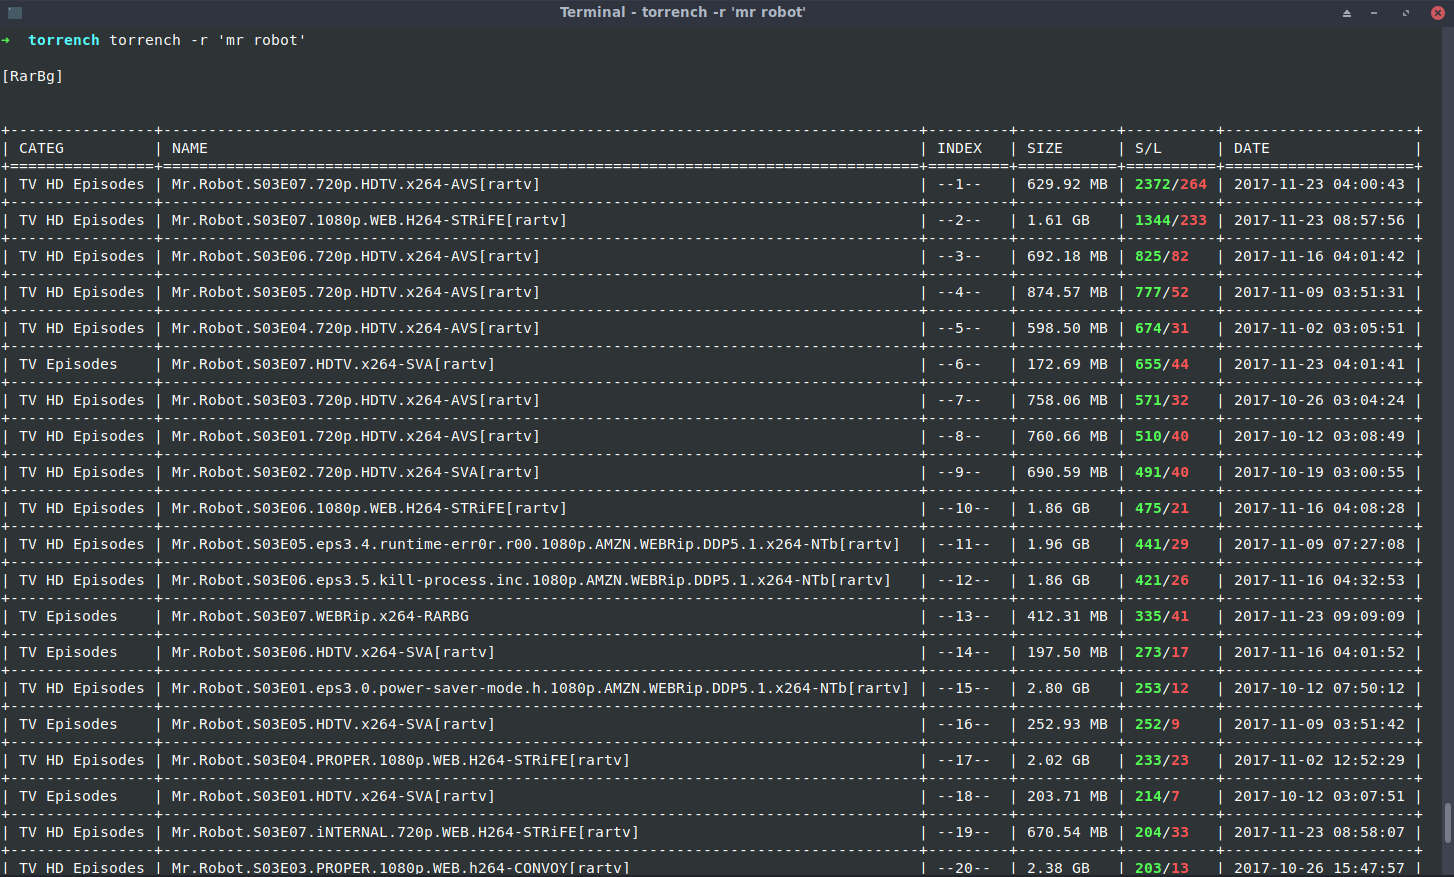 Terminal - torrench -r 'mr robot'
➜ torrench torrench -r 'mr robot'
[RarBg]
+----------------+------------------------------------------------------------------------------------+---------+-----------+----------+---------------------+
| CATEG | NAME | INDEX | SIZE | S/L | DATE |
| TV HD Episodes | Mr.Robot.S03E07.720p.HDTV.x264-AVS[rartv] | --1-- | 629.92 MB | 2372/264 | 2017-11-23 04:00:43 |
| TV HD Episodes | Mr.Robot.S03E07.1080p.WEB.H264-STRiFE[rartv] | --2-- | 1.61 GB | 1344/233 | 2017-11-23 08:57:56 |
| TV HD Episodes | Mr.Robot.S03E06.720p.HDTV.x264-AVS[rartv] | --3-- | 692.18 MB | 825/82 | 2017-11-16 04:01:42 |
| TV HD Episodes | Mr.Robot.S03E05.720p.HDTV.x264-AVS[rartv] | --4-- | 874.57 MB | 777/52 | 2017-11-09 03:51:31 |
| TV HD Episodes | Mr.Robot.S03E04.720p.HDTV.x264-AVS[rartv] | --5-- | 598.50 MB | 674/31 | 2017-11-02 03:05:51 |
| TV Episodes | Mr.Robot.S03E07.HDTV.x264-SVA[rartv] | --6-- | 172.69 MB | 655/44 | 2017-11-23 04:01:41 |
| TV HD Episodes | Mr.Robot.S03E03.720p.HDTV.x264-AVS[rartv] | --7-- | 758.06 MB | 571/32 | 2017-10-26 03:04:24 |
| TV HD Episodes | Mr.Robot.S03E01.720p.HDTV.x264-AVS[rartv] | --8-- | 760.66 MB | 510/40 | 2017-10-12 03:08:49 |
| TV HD Episodes | Mr.Robot.S03E02.720p.HDTV.x264-SVA[rartv] | --9-- | 690.59 MB | 491/40 | 2017-10-19 03:00:55 |
| TV HD Episodes | Mr.Robot.S03E06.1080p.WEB.H264-STRiFE[rartv] | --10-- | 1.86 GB | 475/21 | 2017-11-16 04:08:28 |
| TV HD Episodes | Mr.Robot.S03E05.eps3.4.runtime-err0r.r00.1080p.AMZN.WEBRip.DDP5.1.x264-NTb[rartv] | --11-- | 1.96 GB | 441/29 | 2017-11-09 07:27:08 |
| TV HD Episodes | Mr.Robot.S03E06.eps3.5.kill-process.inc.1080p.AMZN.WEBRip.DDP5.1.x264-NTb[rartv] | --12-- | 1.86 GB | 421/26 | 2017-11-16 04:32:53 |
| TV Episodes | Mr.Robot.S03E07.WEBRip.x264-RARBG | --13-- | 412.31 MB | 335/41 | 2017-11-23 09:09:09 |
| TV Episodes | Mr.Robot.S03E06.HDTV.x264-SVA[rartv] | --14-- | 197.50 MB | 273/17 | 2017-11-16 04:01:52 |
| TV HD Episodes | Mr.Robot.S03E01.eps3.0.power-saver-mode.h.1080p.AMZN.WEBRip.DDP5.1.x264-NTb[rartv] | --15-- | 2.80 GB | 253/12 | 2017-10-12 07:50:12 |
| TV Episodes | Mr.Robot.S03E05.HDTV.x264-SVA[rartv] | --16-- | 252.93 MB | 252/9 | 2017-11-09 03:51:42 |
| TV HD Episodes | Mr.Robot.S03E04.PROPER.1080p.WEB.H264-STRiFE[rartv] | --17-- | 2.02 GB | 233/23 | 2017-11-02 12:52:29 |
| TV Episodes | Mr.Robot.S03E01.HDTV.x264-SVA[rartv] | --18-- | 203.71 MB | 214/7 | 2017-10-12 03:07:51 |
| TV HD Episodes | Mr.Robot.S03E07.iNTERNAL.720p.WEB.H264-STRiFE[rartv] | --19-- | 670.54 MB | 204/33 | 2017-11-23 08:58:07 |
| TV HD Episodes | Mr.Robot.S03E03.PROPER.1080p.WEB.h264-CONVOY[rartv] | --20-- | 2.38 GB | 203/13 | 2017-10-26 15:47:57 |